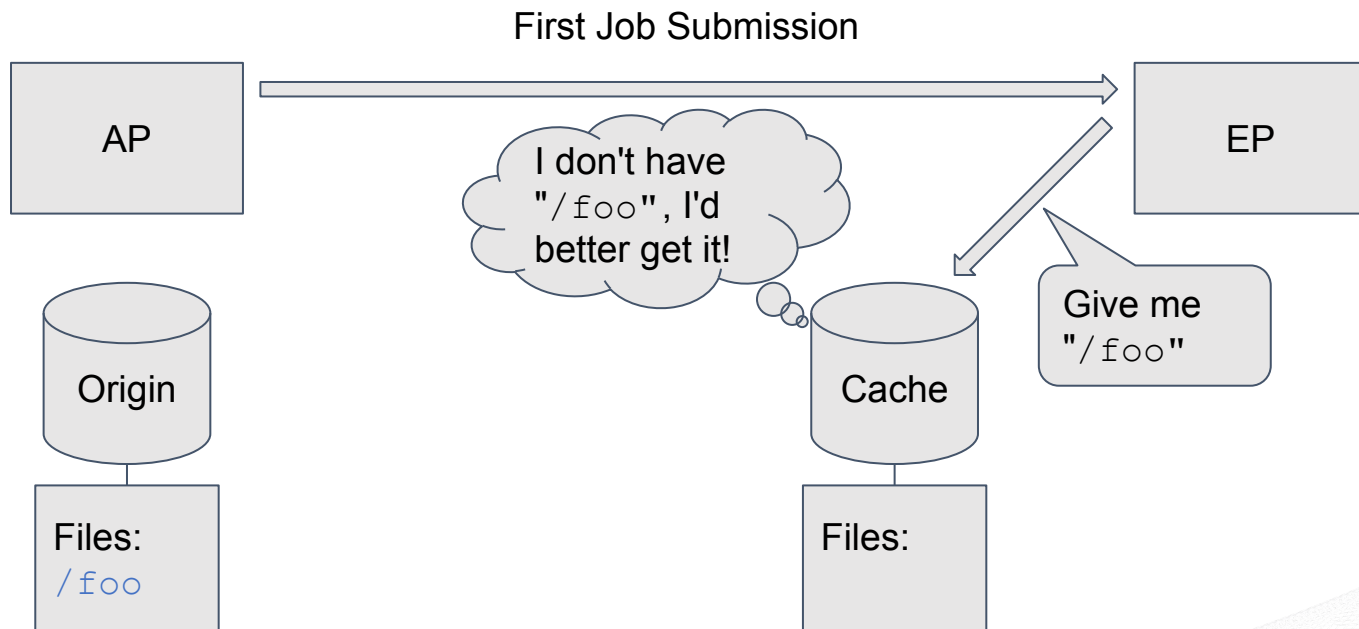 First Job Submission
AP
EP
I don't have
"/foo", I'd
better get it!
Give me
"/foo"
Origin
Cache
Files:
/foo
Files: